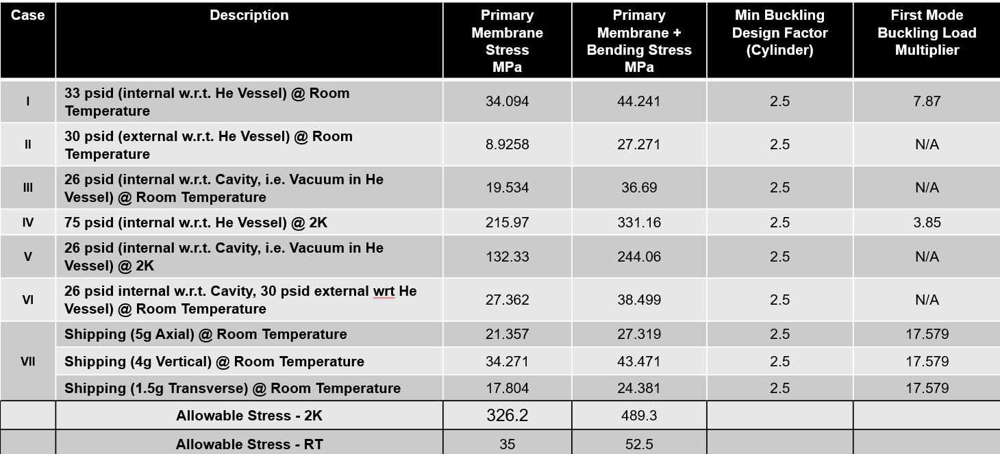 Case Description Primary Membrane Stress MPa Primary Membrane + Bending Stress MPa Min Buckling Design Factor (Cylinder) First Mode Buckling Load Multiplier
I 33 psid (internal w.r.t. He Vessel) @ Room Temperature 34.094 44.241 2.5 7.87
II 30 psid (external w.r.t. He Vessel) @ Room Temperature 8.9258 27.271 2.5 N/A
III 26 psid (internal w.r.t. Cavity, i.e. Vacuum in He Vessel) @ Room Temperature 19.534 36.69 2.5 N/A
IV 75 psid (internal w.r.t. He Vessel) @ 2K 215.97 331.16 2.5 3.85
V 26 psid (internal w.r.t. Cavity, i.e. Vacuum in He Vessel) @ 2K 132.33 244.06 2.5 N/A
VI 26 psid internal w.r.t. Cavity, 30 psid external wrt He Vessel) @ Room Temperature 27.362 38.499 2.5 N/A
VII Shipping (5g Axial) @ Room Temperature 21.357 27.319 2.5 17.579
Shipping (4g Vertical) @ Room Temperature 34.271 43.471 2.5 17.579
Shipping (1.5g Transverse) @ Room Temperature 17.804 24.381 2.5 17.579
Allowable Stress - 2K 326.2 489.3
Allowable Stress - RT 35 52.5